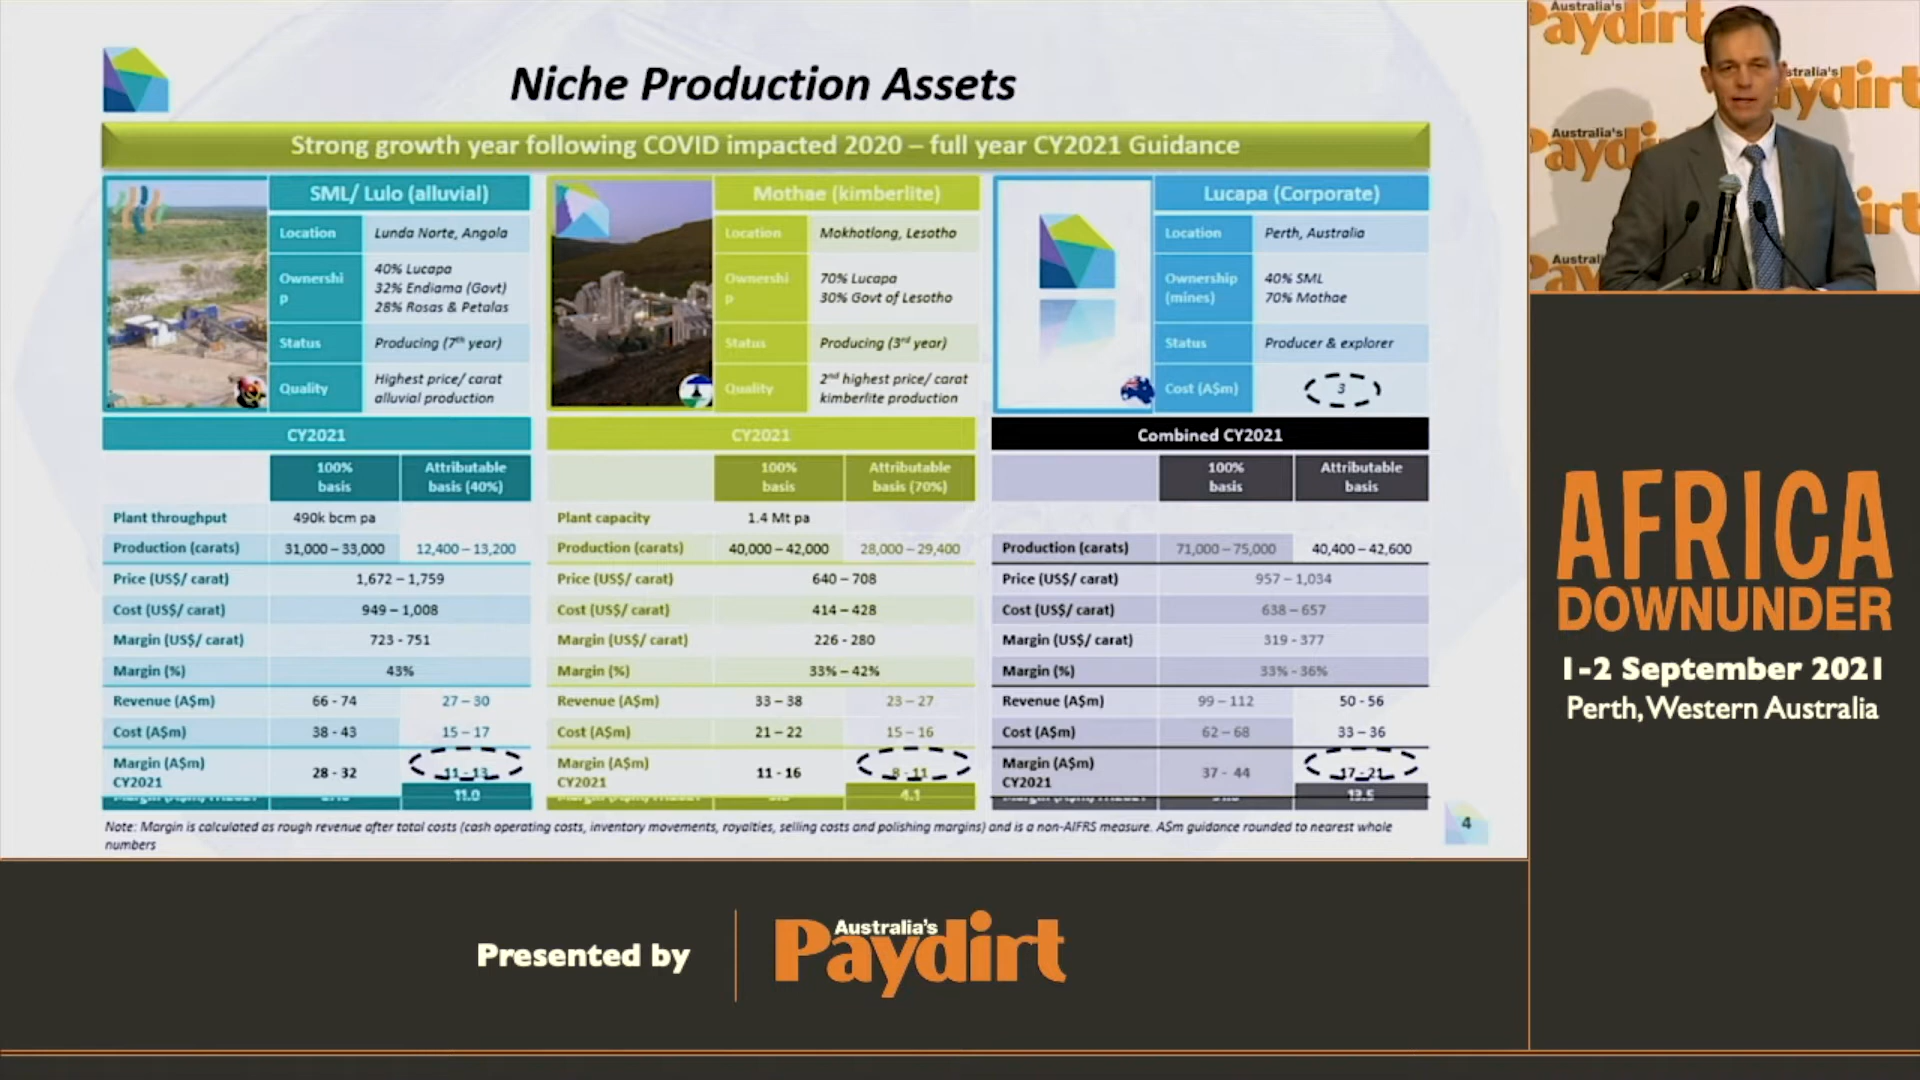 Niche Production Assets
Strong growth year following COVID impacted 2020 – full year CY2021 Guidance
SML/ Lulo (alluvial)
Location
Lunda Norte, Angola
Ownershi
p
40% Lucapa
32% Endiama (Govt)
28% Rosas & Petalas
Status
Producing (7th year)
Quality
Highest price/ carat
alluvial production
Mothae (kimberlite)
Location
Mokhotlong, Lesotho
Ownershi
p
70% Lucapa
30% Govt of Lesotho
Status
Producing (3rd year)
Quality
2nd highest price/ carat
kimberlite production
Lucapa (Corporate)
Location
Perth, Australia
Ownership
(mines)
40% SML
70% Mothae
Status
Producer & explorer
Cost (A$m)
3
CY2021
100%
basis
Attributable
basis (40%)
Plant throughput
490k bcm pa
Production (carats)
31,000 – 33,000
12,400 – 13,200
Price (US$/ carat)
1,672 – 1,759
Cost (US$/ carat)
949 – 1,008
Margin (US$/ carat)
723 - 751
Margin (%)
43%
Revenue (A$m)
66 - 74
27 – 30
Cost (A$m)
38 - 43
15 – 17
Margin (A$m)
CY2021
28 - 32
11 - 13
11.0
CY2021
100%
basis
Attributable
basis (70%)
Plant capacity
1.4 Mt pa
Production (carats)
40,000 – 42,000
28,000 – 29,400
Price (US$/ carat)
640 – 708
Cost (US$/ carat)
414 – 428
Margin (US$/ carat)
226 - 280
Margin (%)
33% – 42%
Revenue (A$m)
33 – 38
23 – 27
Cost (A$m)
21 – 22
15 – 16
Margin (A$m)
CY2021
11 - 16
8 - 11
4.1
Combined CY2021
100%
basis
Attributable
basis
Production (carats)
71,000 – 75,000
40,400 – 42,600
Price (US$/ carat)
957 – 1,034
Cost (US$/ carat)
638 – 657
Margin (US$/ carat)
319 - 377
Margin (%)
33% - 36%
Revenue (A$m)
99 – 112
50 - 56
Cost (A$m)
62 – 68
33 – 36
Margin (A$m)
CY2021
37 - 44
17 - 21
13.5
Note: Margin is calculated as rough revenue after total costs (cash operating costs, inventory movements, royalties, selling costs and polishing margins) and is a non-AIFRS measure. A$m guidance rounded to nearest whole
numbers
4
Australia's
Paydirt
Australia's
Paydirt
AFRICA
DOWNUNDER
1-2 September 2021
Perth, Western Australia
Presented by
Australia's
Paydirt